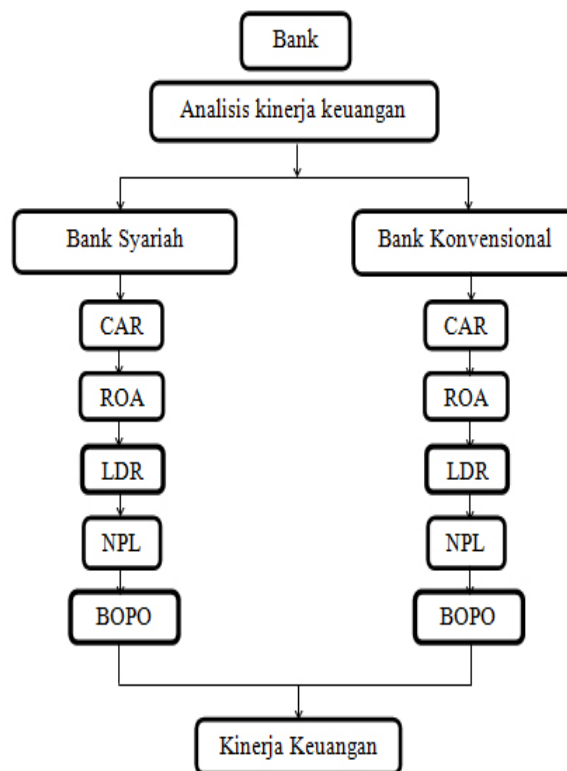 Bank
Analisis kinerja keuangan
Bank Syariah
Bank Konvensional
CAR
CAR
ROA
ROA
LDR
LDR
NPL
NPL
BOPO
BOPO
Kinerja Keuangan